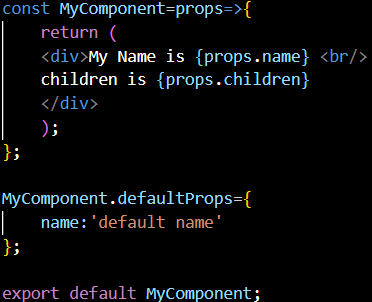 const MyComponent=props=>{
return (
<div>My Name is {props.name} <br/>
children is {props.children}
</div>
);
};
MyComponent.defaultProps={
name:'default name'
};
export default MyComponent;